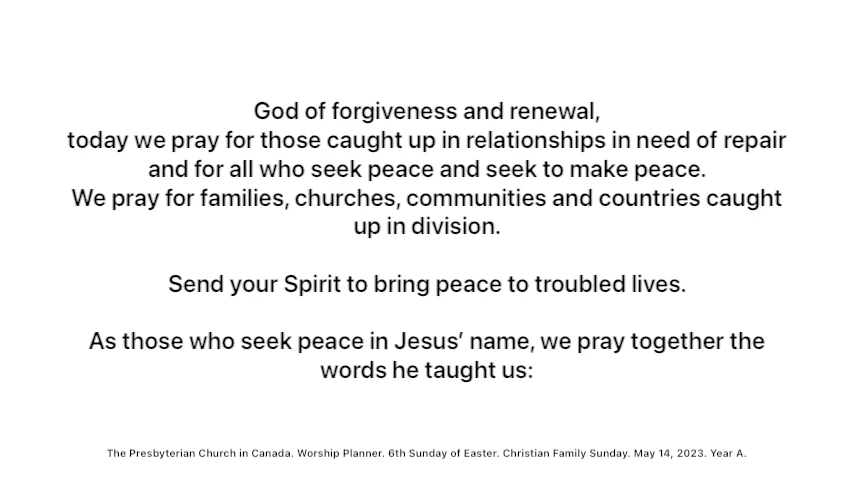 God of forgiveness and renewal,
today we pray for those caught up in relationships in need of repair
and for all who seek peace and seek to make peace.
We pray for families, churches, communities and countries caught
up in division.
Send your Spirit to bring peace to troubled lives.
As those who seek peace in Jesus’ name, we pray together the
words he taught us:
The Presbyterian Church in Canada. Worship Planner. 6th Sunday of Easter. Christian Family Sunday. May 14, 2023. Year A.